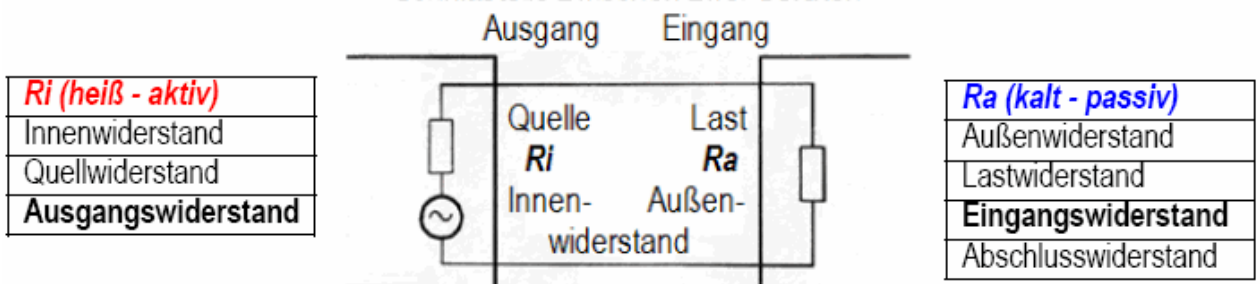 Ausgang Eingang
Ri (heiß - aktiv)
Innenwiderstand
Quellwiderstand
Ausgangswiderstand
Quelle Last
Ri Ra
Innen- Außen-
widerstand
Ra (kalt - passiv)
Außenwiderstand
Lastwiderstand
Eingangswiderstand
Abschlusswiderstand